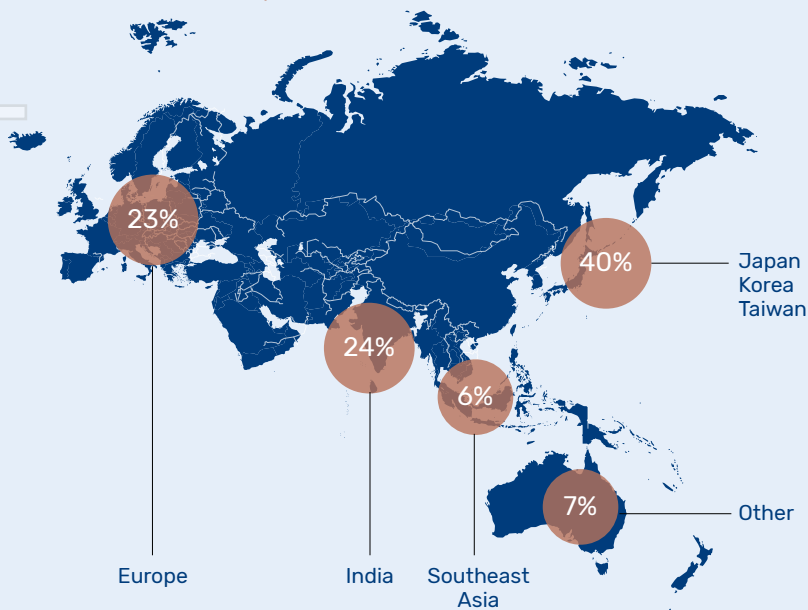 23%
40%
Japan
Korea
Taiwan
24%
6%
7%
Other
Europe
India
Southeast
Asia